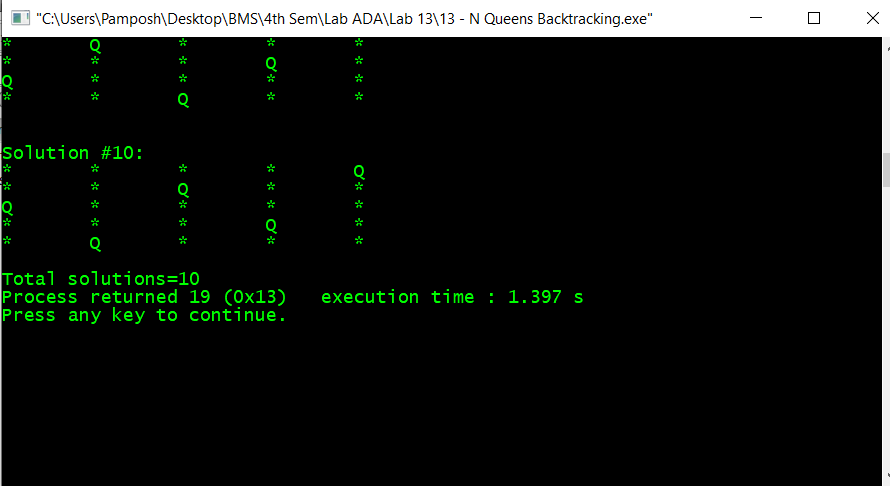 "C:\Users\Pamposh\Desktop\BMS\4th Sem\Lab ADA\Lab 13\13 - N Queens Backtracking.exe"
* Q * * *
* * * Q *
Q * * * *
* * Q * *
Solution #10:
* * * * Q
* * Q * *
Q * * * *
* * * Q *
* Q * * *
Total solutions=10
Process returned 19 (0x13)   execution time : 1.397 s
Press any key to continue.